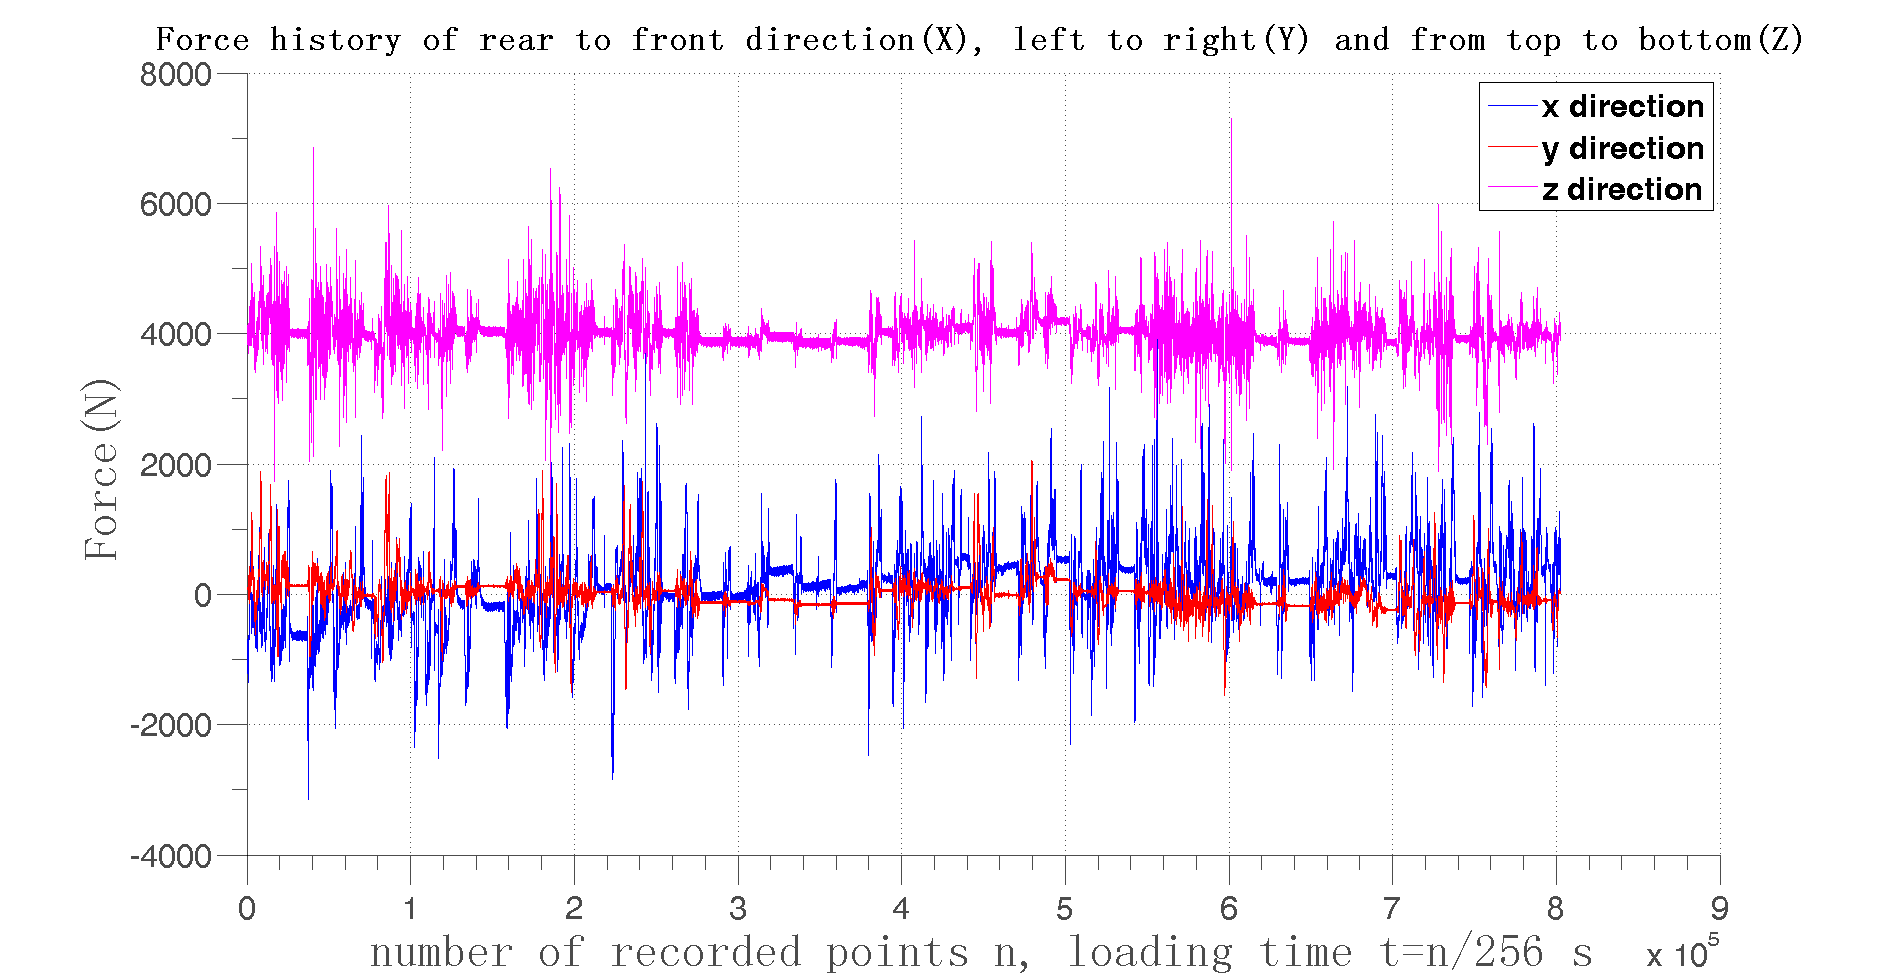 Force history of rear to front direction(X), left to right(Y) and from top to bottom(Z)
x direction
y direction
z direction
Force(N)
8000
6000
4000
2000
0
-2000
-4000
0 1 2 3 4 5 6 7 8 9
number of recorded points n, loading time t=n/256 s x 10⁵